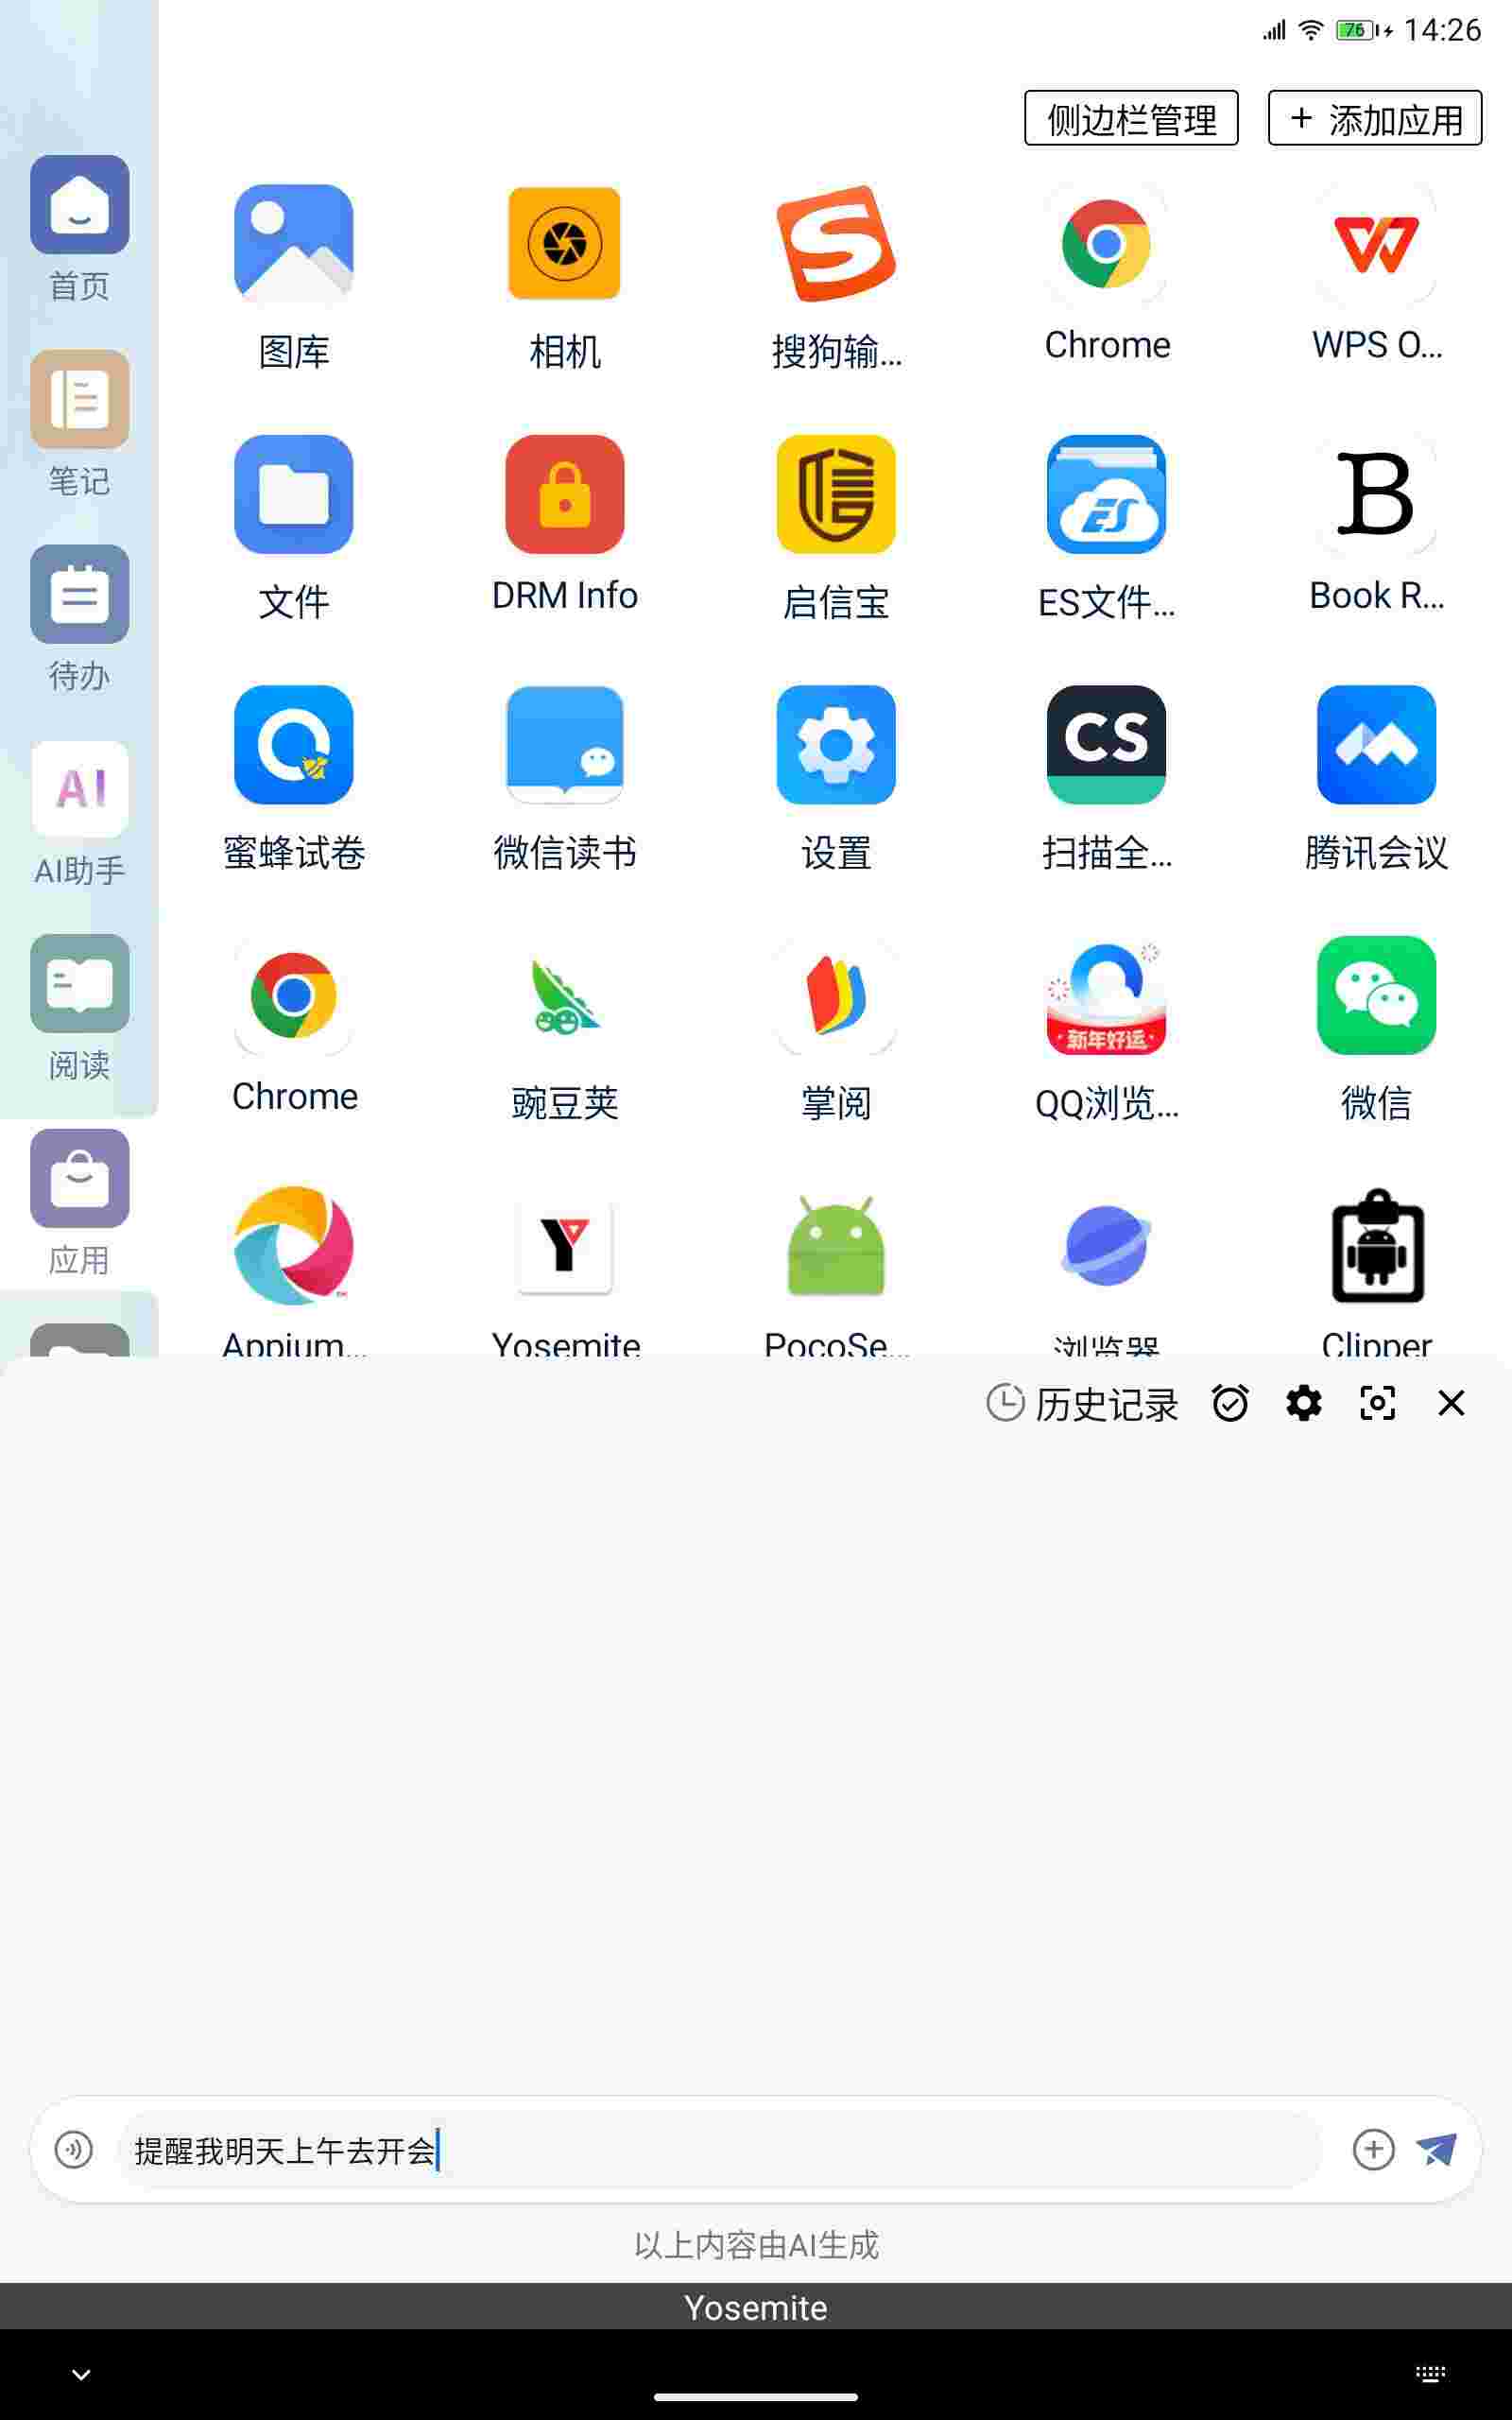 76 14:26
侧边栏管理 + 添加应用
首页
图库 相机 搜狗输... Chrome WPS O...
笔记
文件 DRM Info 启信宝 ES文件... Book R...
待办
AI
AI助手
蜜蜂试卷 微信读书 设置 扫描全... 腾讯会议
CS
阅读
新年好运
Chrome 豌豆荚 掌阅 QQ浏览... 微信
应用
Appium... Yosemite PocoSe... 浏览器 Clipper
历史记录
提醒我明天上午去开会
以上内容由AI生成
Yosemite